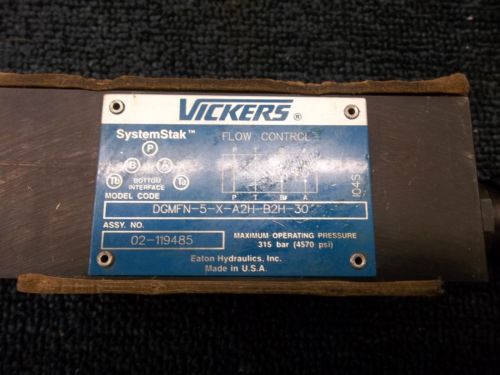 VICKERS®
SystemStak™
FLOW CONTROL
P
B A
Tb Ta
BOTTOM
INTERFACE
P T B A
1045
MODEL CODE
DGMFN-5-X-A2H-B2H-30
ASSY. NO.
02-119485
MAXIMUM OPERATING PRESSURE
315 bar (4570 psi)
Eaton Hydraulics, Inc.
Made in U.S.A.